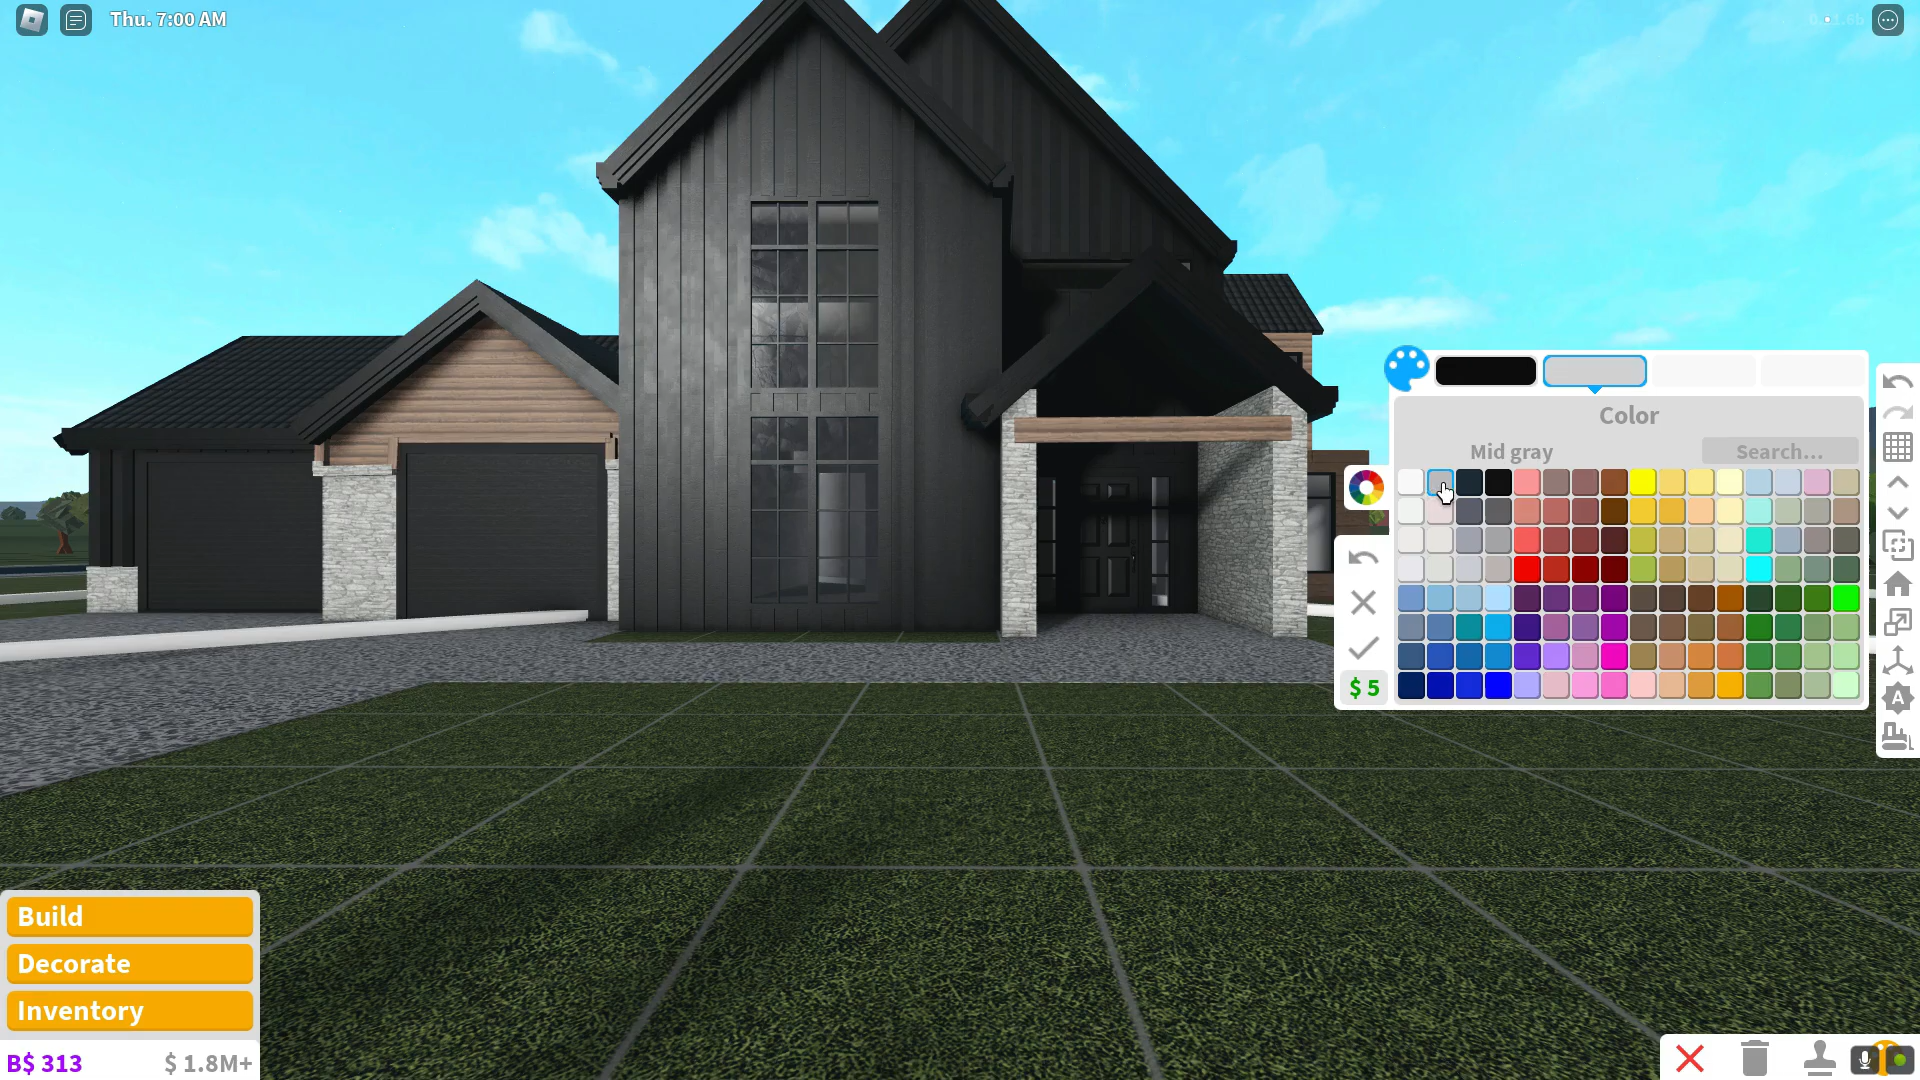 Thu. 7:00 AM
Color
Mid gray
Search...
$ 5
A
Build
Decorate
Inventory
B$ 313
$ 1.8M+